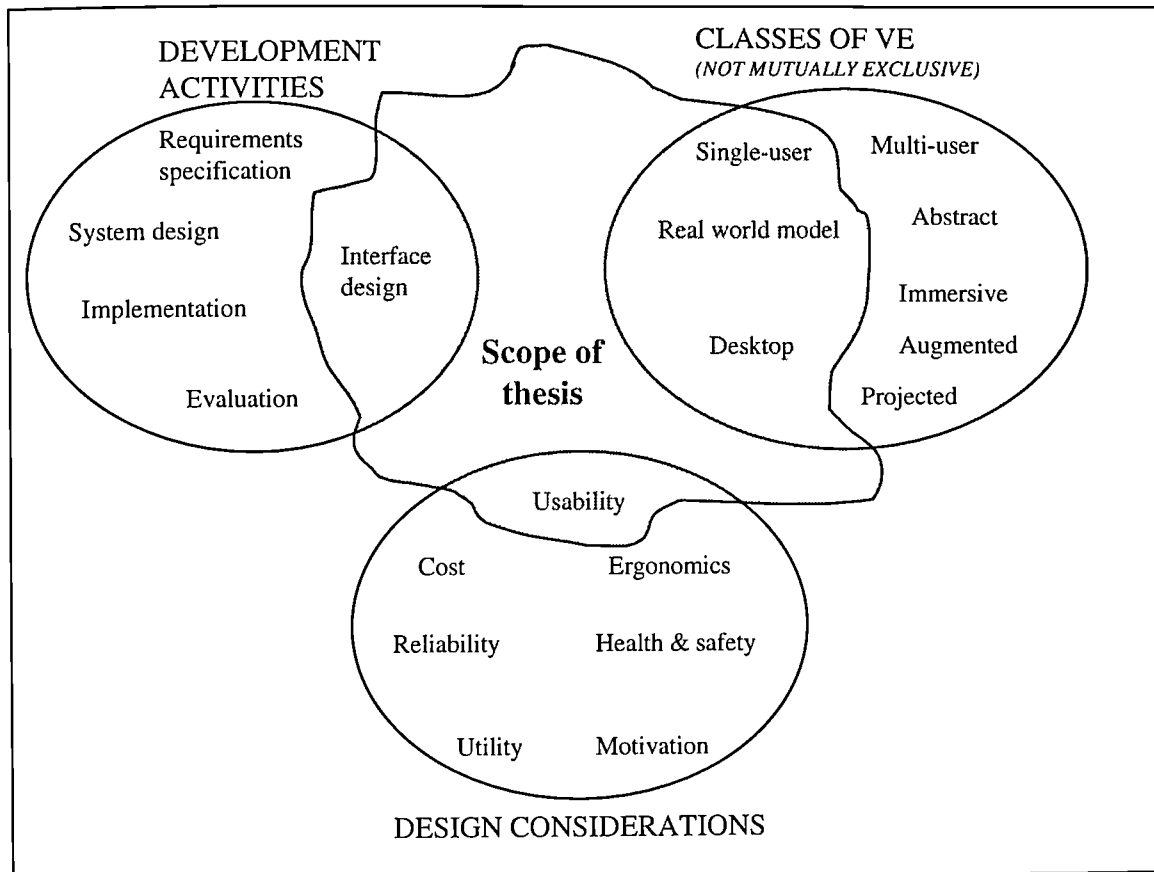 DEVELOPMENT
ACTIVITIES
Requirements
specification
System design
Interface
design
Implementation
Evaluation
CLASSES OF VE
(NOT MUTUALLY EXCLUSIVE)
Single-user
Multi-user
Real world model
Abstract
Immersive
Desktop
Augmented
Projected
Scope of
thesis
Usability
Cost
Ergonomics
Reliability
Health & safety
Utility
Motivation
DESIGN CONSIDERATIONS